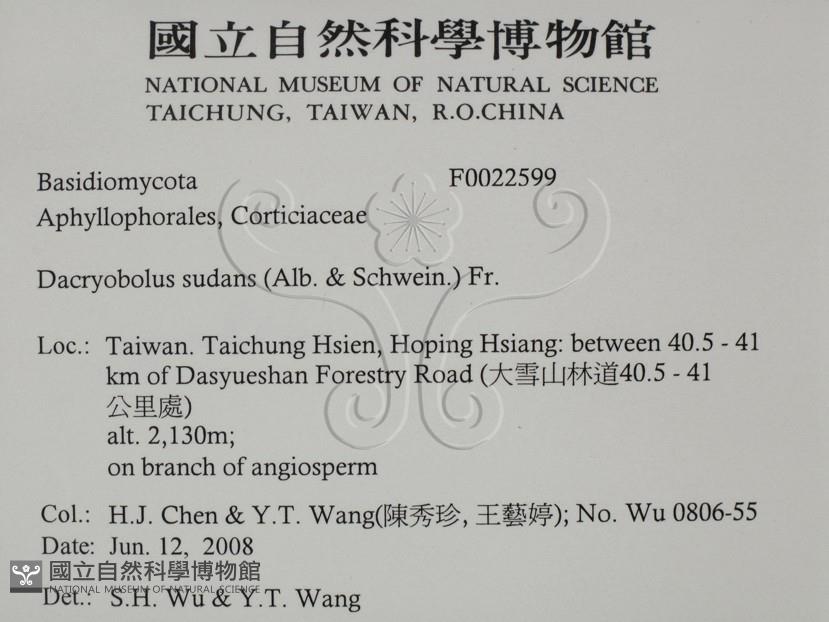 國立自然科學博物館
NATIONAL MUSEUM OF NATURAL SCIENCE
TAICHUNG, TAIWAN, R.O.CHINA
Basidiomycota F0022599
Aphyllophorales, Corticiaceae
Dacryobolus sudans (Alb. & Schwein.) Fr.
Loc.: Taiwan. Taichung Hsien, Hoping Hsiang: between 40.5 - 41
km of Dasyueshan Forestry Road (大雪山林道40.5 - 41
公里處)
alt. 2,130m;
on branch of angiosperm
Col.: H.J. Chen & Y.T. Wang(陳秀珍, 王藝婷); No. Wu 0806-55
Date: Jun. 12, 2008
國立自然科學博物館
NATIONAL MUSEUM OF NATURAL SCIENCE
Det.: S.H. Wu & Y.T. Wang